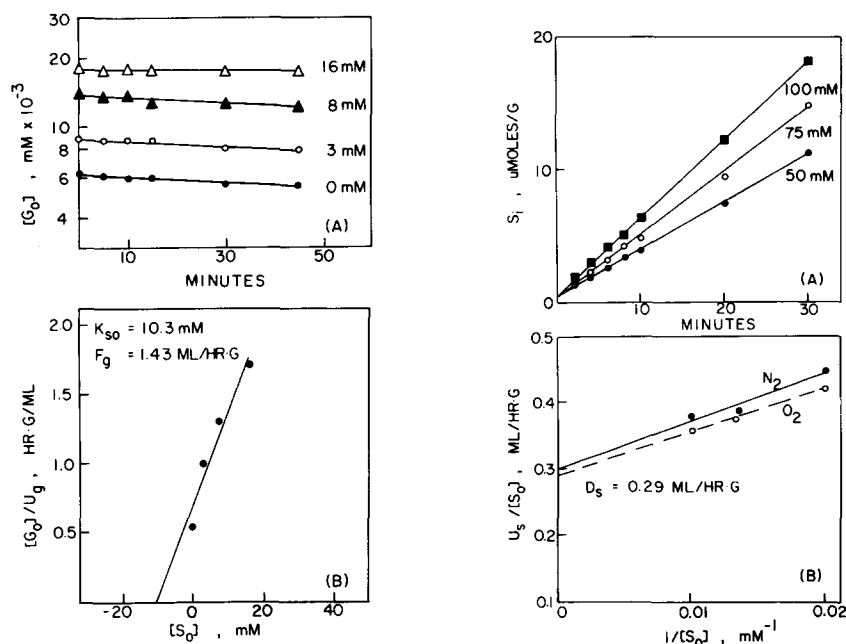 30
20
10
8
6
4
[G₀] , mM x 10⁻³
16 mM
8 mM
3 mM
0 mM
(A)
10
30
50
MINUTES
2.0
1.5
1.0
0.5
[G₀]/Ug , HR·G/ML
Kso = 10.3 mM
Fg = 1.43 ML/HR·G
(B)
-20
0
20
40
[S₀] , mM
20
10
0
Si , uMOLES/G
100 mM
75 mM
50 mM
(A)
0
10
20
30
MINUTES
0.5
0.4
0.3
0.1
Us/[S₀] , ML/HR·G
N₂
O₂
Ds = 0.29 ML/HR·G
(B)
0
0.01
0.02
1/[S₀] , mM⁻¹